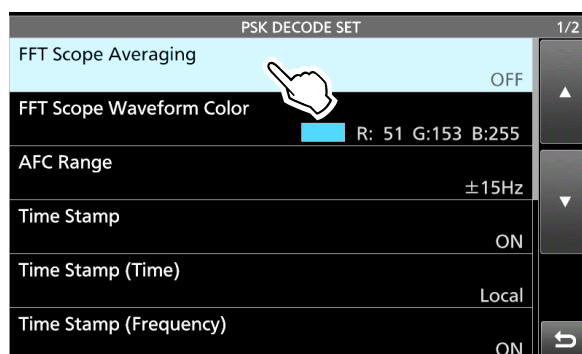 PSK DECODE SET 1/2
FFT Scope Averaging
OFF
FFT Scope Waveform Color
R: 51 G:153 B:255
AFC Range
±15Hz
Time Stamp
ON
Time Stamp (Time)
Local
Time Stamp (Frequency)
ON